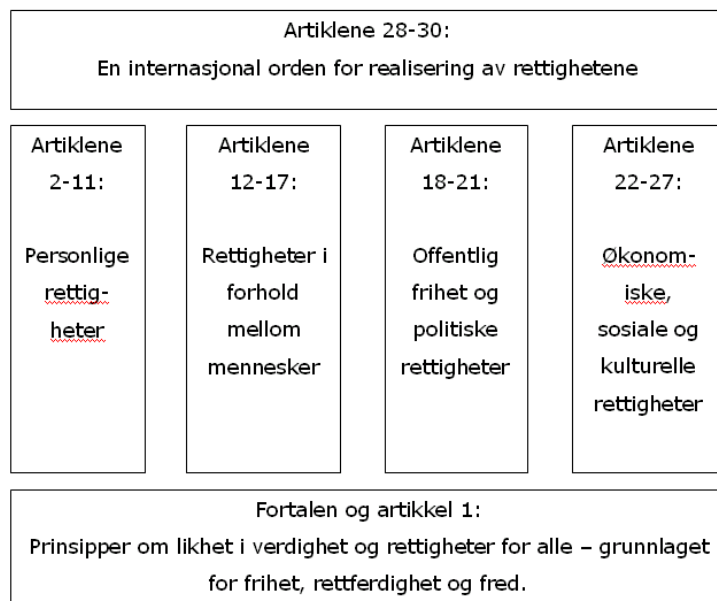 Artiklene 28-30:
En internasjonal orden for realisering av rettighetene
Artiklene
2-11:
Personlige
rettig-
heter
Artiklene
12-17:
Rettigheter i
forhold
mellom
mennesker
Artiklene
18-21:
Offentlig
frihet og
politiske
rettigheter
Artiklene
22-27:
Økonom-
iske,
sosiale og
kulturelle
rettigheter
Fortalen og artikkel 1:
Prinsipper om likhet i verdighet og rettigheter for alle – grunnlaget
for frihet, rettferdighet og fred.